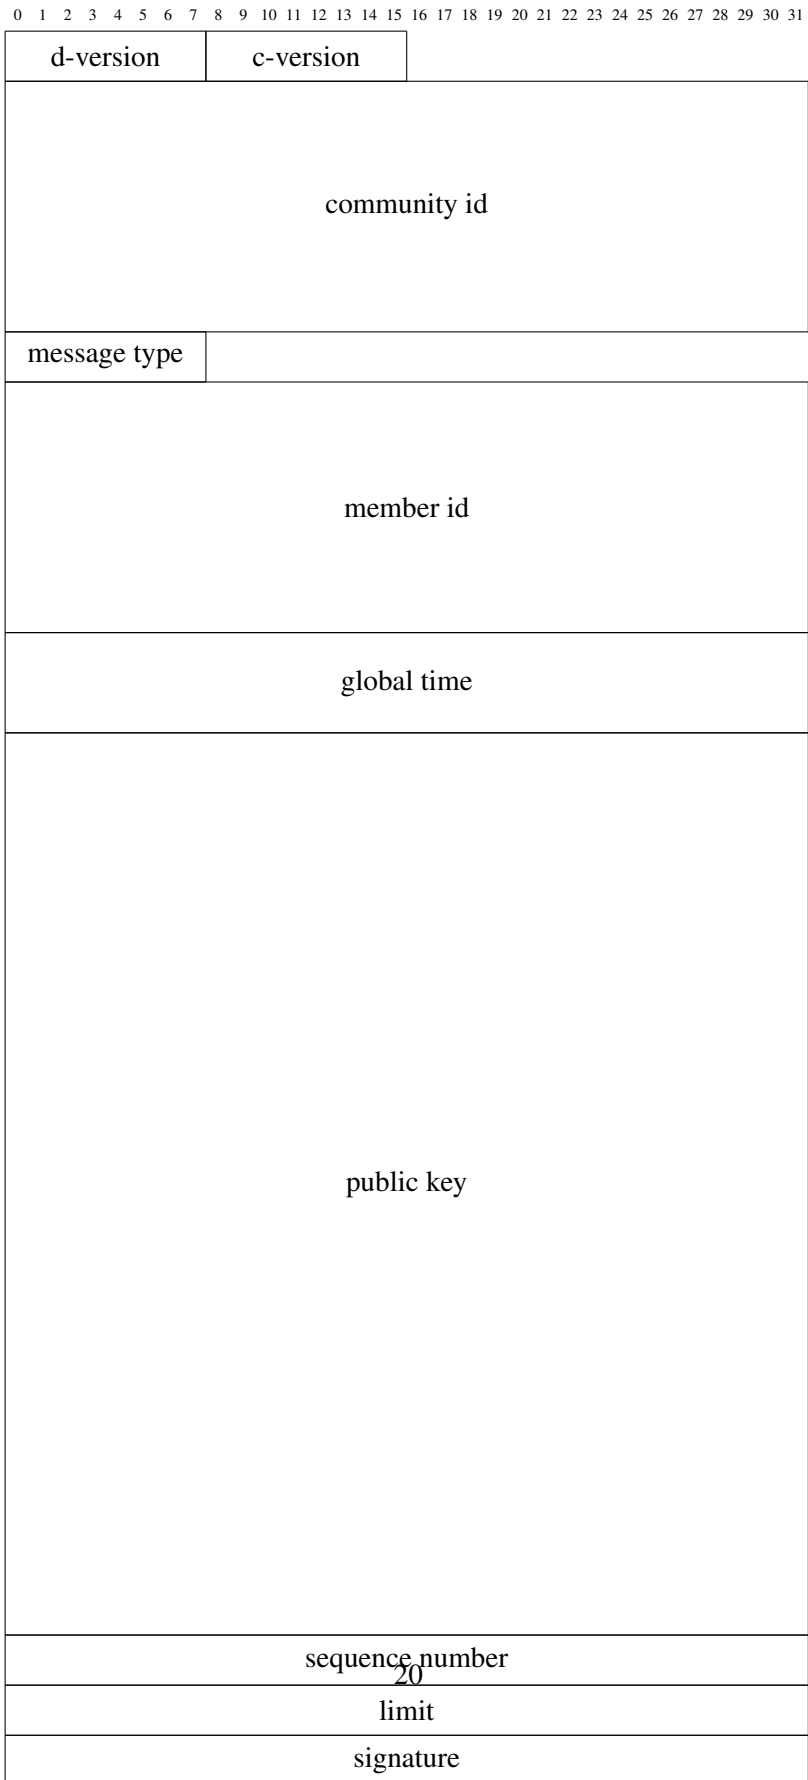 0 1 2 3 4 5 6 7 8 9 10 11 12 13 14 15 16 17 18 19 20 21 22 23 24 25 26 27 28 29 30 31
d-version c-version
community id
message type
member id
global time
public key
sequence number
20
limit
signature